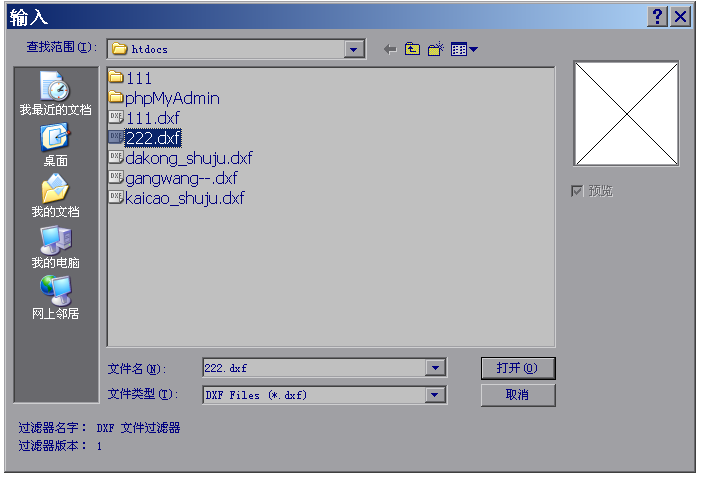 输入
查找范围(I):
htdocs
我最近的文档
桌面
我的文档
我的电脑
网上邻居
111
phpMyAdmin
111.dxf
222.dxf
dakong_shuju.dxf
gangwang--.dxf
kaicao_shuju.dxf
预览
文件名(N):
222.dxf
打开(O)
文件类型(T):
DXF Files (*.dxf)
取消
过滤器名字: DXF 文件过滤器
过滤器版本: 1